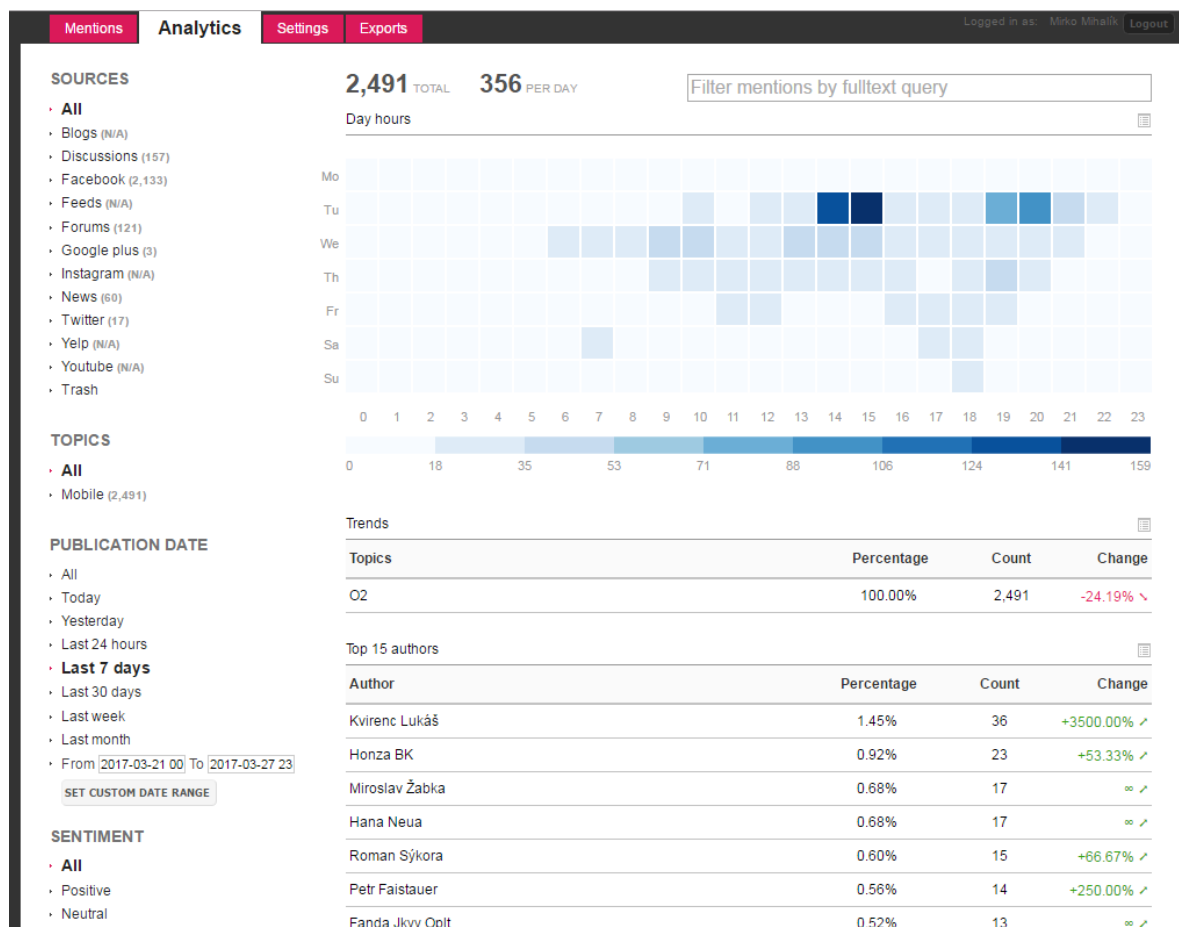 Mentions Analytics Settings Exports Logged in as: Mirko Mihalik Logout
SOURCES
All
Blogs (N/A)
Discussions (157)
Facebook (2,133)
Feeds (N/A)
Forums (121)
Google plus (3)
Instagram (N/A)
News (60)
Twitter (17)
Yelp (N/A)
Youtube (N/A)
Trash
TOPICS
All
Mobile (2,491)
PUBLICATION DATE
All
Today
Yesterday
Last 24 hours
Last 7 days
Last 30 days
Last week
Last month
From 2017-03-21 00 To 2017-03-27 23
SET CUSTOM DATE RANGE
SENTIMENT
All
Positive
Neutral
2,491 TOTAL 356 PER DAY
Filter mentions by fulltext query
Day hours
Mo
Tu
We
Th
Fr
Sa
Su
0 1 2 3 4 5 6 7 8 9 10 11 12 13 14 15 16 17 18 19 20 21 22 23
0 18 35 53 71 88 106 124 141 159
Trends
Topics Percentage Count Change
O2 100.00% 2,491 -24.19%
Top 15 authors
Author Percentage Count Change
Kvirenc Lukáš 1.45% 36 +3500.00%
Honza BK 0.92% 23 +53.33%
Miroslav Žabka 0.68% 17 ∞
Hana Neua 0.68% 17 ∞
Roman Sýkora 0.60% 15 +66.67%
Petr Faistauer 0.56% 14 +250.00%
Fanda Jkyv Oplt 0.52% 13 ∞